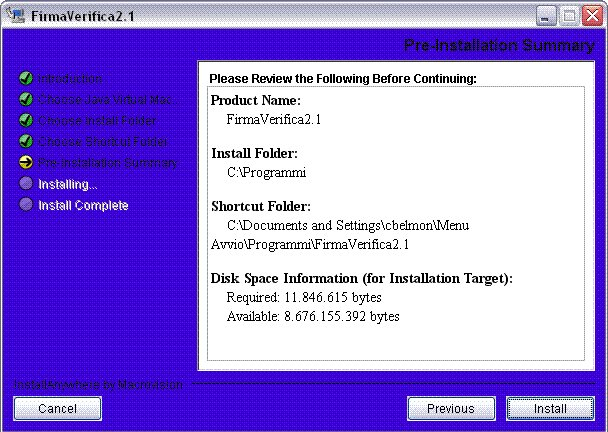 FirmaVerifica2.1
Pre-Installation Summary
Introduction
Choose Java Virtual Mac...
Choose Install Folder
Choose Shortcut Folder
Pre-Installation Summary
Installing...
Install Complete
Please Review the Following Before Continuing:
Product Name:
FirmaVerifica2.1
Install Folder:
C:\Programmi
Shortcut Folder:
C:\Documents and Settings\cbelmon\Menu
Avvio\Programmi\FirmaVerifica2.1
Disk Space Information (for Installation Target):
Required: 11.846.615 bytes
Available: 8.676.155.392 bytes
InstallAnywhere by Macrovision
Cancel
Previous
Install